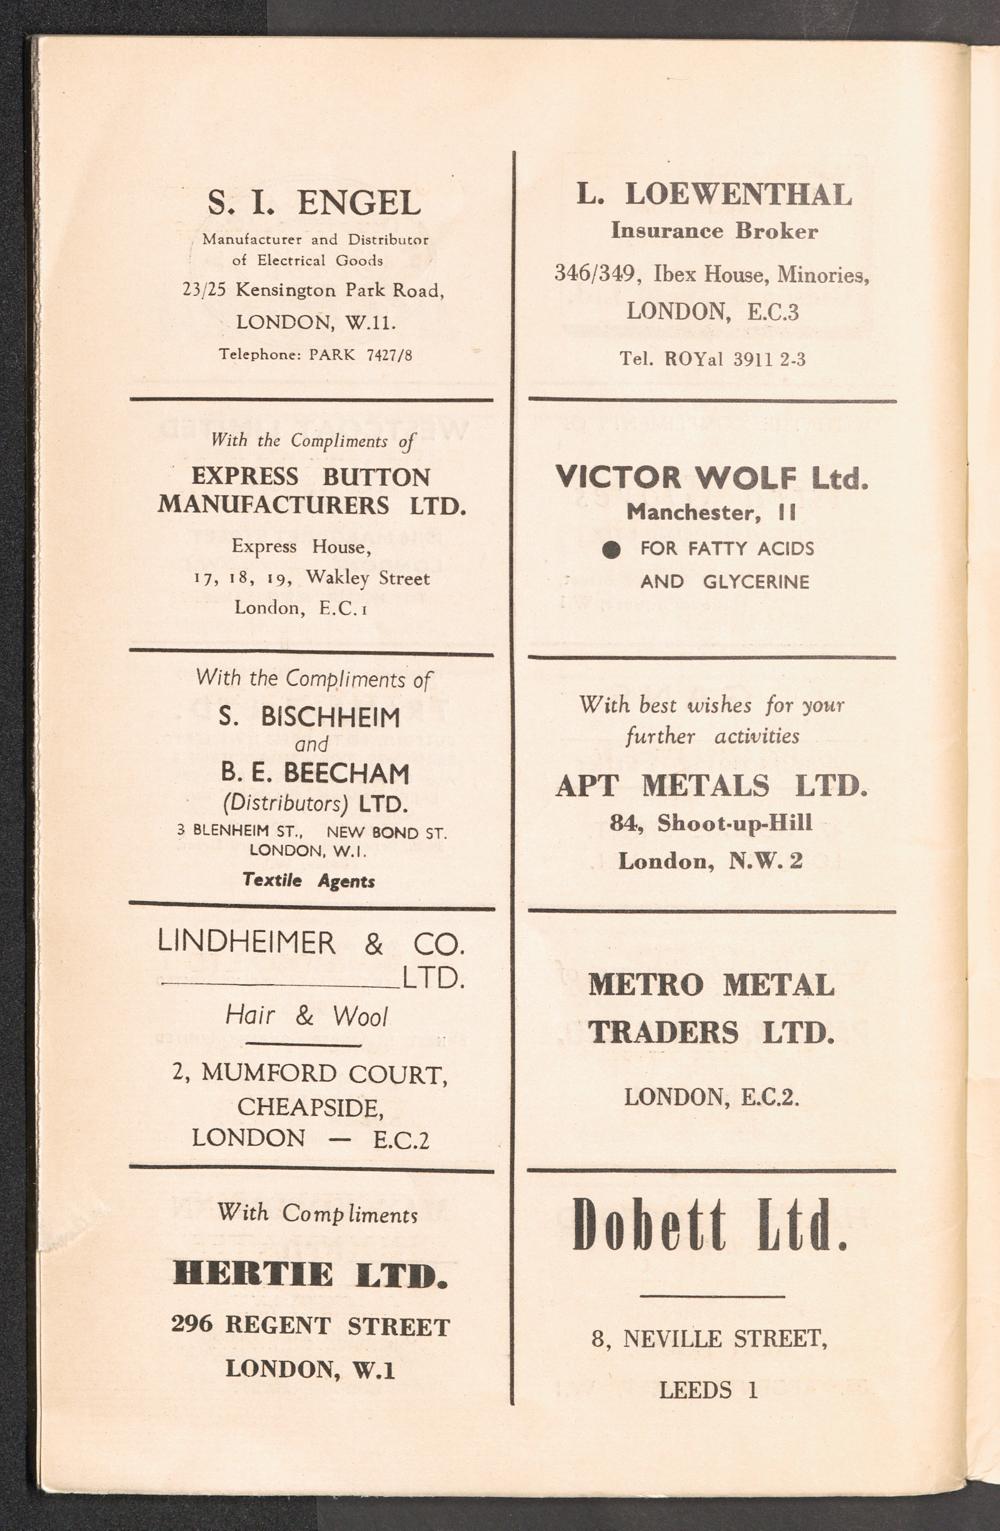 S. I. ENGEL
Manufacturer and Distributor
of Electrical Goods
23/25 Kensington Park Road,
LONDON, W.11.
Telephone: PARK 7427/8
With the Compliments of
EXPRESS BUTTON
MANUFACTURERS LTD.
Express House,
17, 18, 19, Wakley Street
London, E.C.1
With the Compliments of
S. BISCHHEIM
and
B. E. BEECHAM
(Distributors) LTD.
3 BLENHEIM ST., NEW BOND ST.
LONDON, W.1.
Textile Agents
LINDHEIMER & CO.
LTD.
Hair & Wool
2, MUMFORD COURT,
CHEAPSIDE,
LONDON — E.C.2
With Compliments
HERTIE LTD.
296 REGENT STREET
LONDON, W.1
L. LOEWENTHAL
Insurance Broker
346/349, Ibex House, Minories,
LONDON, E.C.3
Tel. ROYal 3911 2-3
VICTOR WOLF Ltd.
Manchester, 11
● FOR FATTY ACIDS
AND GLYCERINE
With best wishes for your
further activities
APT METALS LTD.
84, Shoot-up-Hill
London, N.W. 2
METRO METAL
TRADERS LTD.
LONDON, E.C.2.
Dobett Ltd.
8, NEVILLE STREET,
LEEDS 1